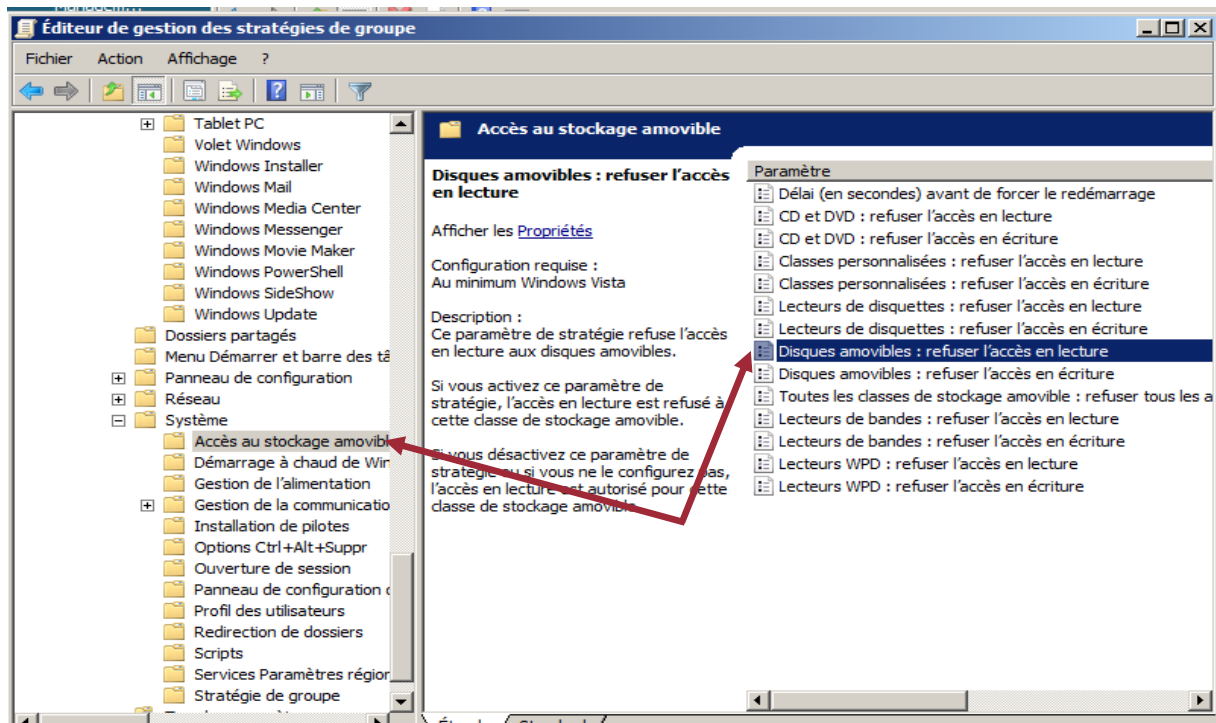 Éditeur de gestion des stratégies de groupe
Fichier Action Affichage ?
Tablet PC
Volet Windows
Windows Installer
Windows Mail
Windows Media Center
Windows Messenger
Windows Movie Maker
Windows PowerShell
Windows SideShow
Windows Update
Dossiers partagés
Menu Démarrer et barre des tâ
Panneau de configuration
Réseau
Système
Accès au stockage amovibl
Démarrage à chaud de Win
Gestion de l'alimentation
Gestion de la communicatio
Installation de pilotes
Options Ctrl+Alt+Suppr
Ouverture de session
Panneau de configuration
Profil des utilisateurs
Redirection de dossiers
Scripts
Services Paramètres région
Stratégie de groupe
Accès au stockage amovible
Disques amovibles : refuser l'accès
en lecture
Afficher les Propriétés
Configuration requise :
Au minimum Windows Vista
Description :
Ce paramètre de stratégie refuse l'accès
en lecture aux disques amovibles.
Si vous activez ce paramètre de
stratégie, l'accès en lecture est refusé à
cette classe de stockage amovible.
Si vous désactivez ce paramètre de
stratégie ou si vous ne le configurez pas,
l'accès en lecture est autorisé pour cette
classe de stockage amovible.
Paramètre
Délai (en secondes) avant de forcer le redémarrage
CD et DVD : refuser l'accès en lecture
CD et DVD : refuser l'accès en écriture
Classes personnalisées : refuser l'accès en lecture
Classes personnalisées : refuser l'accès en écriture
Lecteurs de disquettes : refuser l'accès en lecture
Lecteurs de disquettes : refuser l'accès en écriture
Disques amovibles : refuser l'accès en lecture
Disques amovibles : refuser l'accès en écriture
Toutes les classes de stockage amovible : refuser tous les a
Lecteurs de bandes : refuser l'accès en lecture
Lecteurs de bandes : refuser l'accès en écriture
Lecteurs WPD : refuser l'accès en lecture
Lecteurs WPD : refuser l'accès en écriture